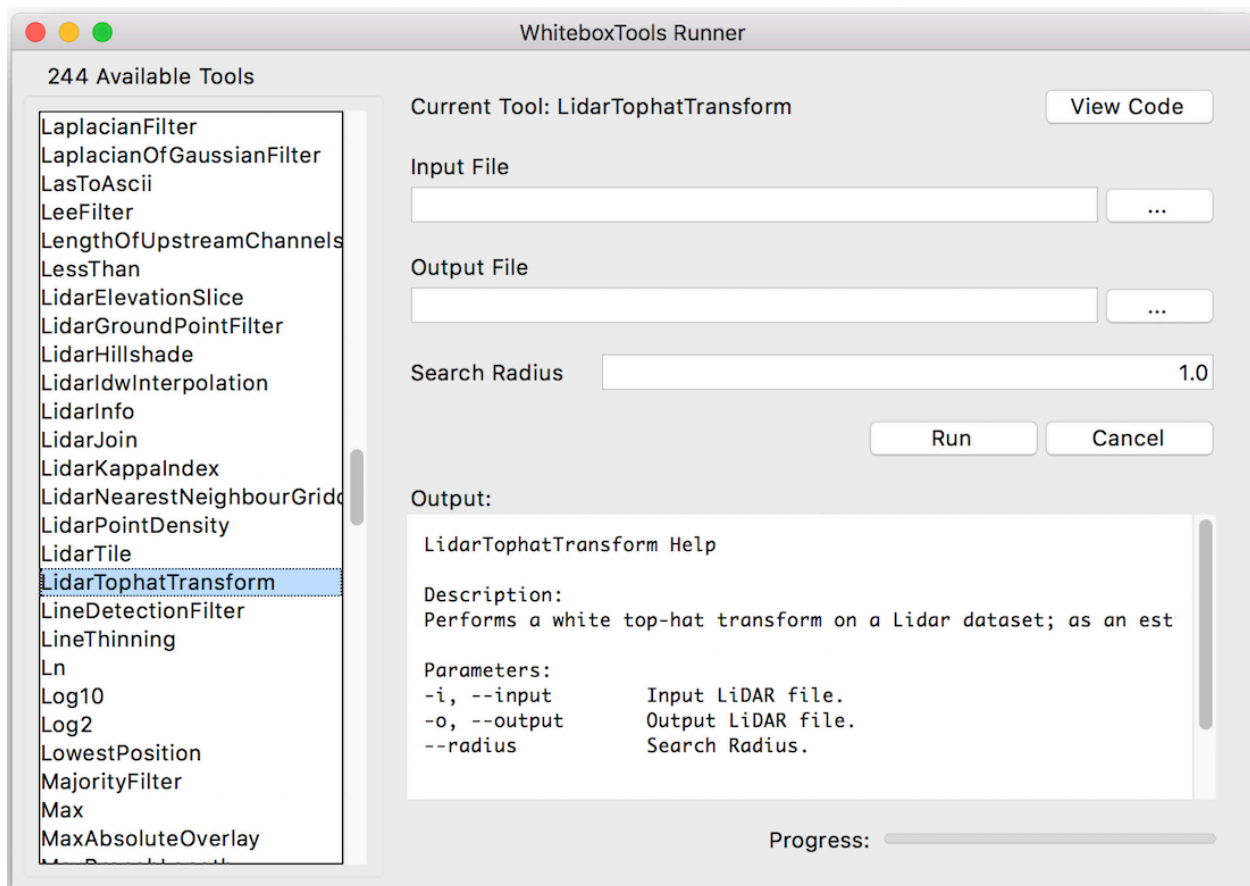 WhiteboxTools Runner
244 Available Tools
LaplacianFilter
LaplacianOfGaussianFilter
LasToAscii
LeeFilter
LengthOfUpstreamChannels
LessThan
LidarElevationSlice
LidarGroundPointFilter
LidarHillshade
LidarIdwInterpolation
LidarInfo
LidarJoin
LidarKappaIndex
LidarNearestNeighbourGridd
LidarPointDensity
LidarTile
LidarTophatTransform
LineDetectionFilter
LineThinning
Ln
Log10
Log2
LowestPosition
MajorityFilter
Max
MaxAbsoluteOverlay
Current Tool: LidarTophatTransform
View Code
Input File
...
Output File
...
Search Radius
1.0
Run
Cancel
Output:
LidarTophatTransform Help
Description:
Performs a white top-hat transform on a Lidar dataset; as an est
Parameters:
-i, --input Input LiDAR file.
-o, --output Output LiDAR file.
--radius Search Radius.
Progress: